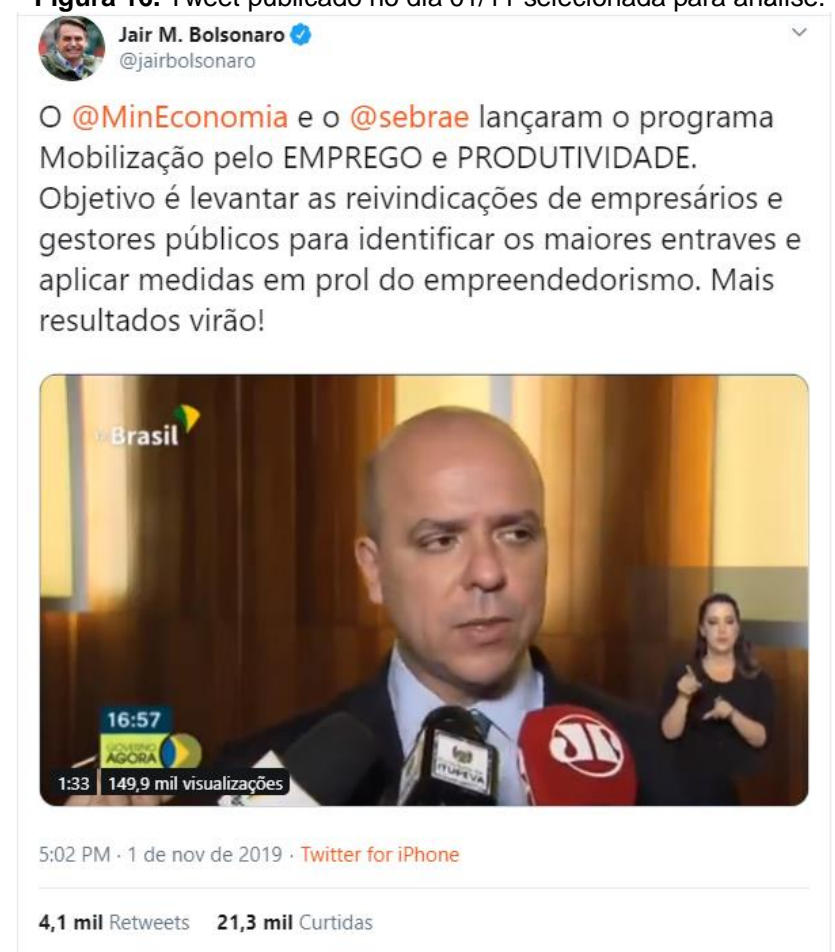 Figura 16. Tweet publicado no dia 01/11 selecionada para análise.
Jair M. Bolsonaro
@jairbolsonaro
O @MinEconomia e o @sebrae lançaram o programa
Mobilização pelo EMPREGO e PRODUTIVIDADE.
Objetivo é levantar as reivindicações de empresários e
gestores públicos para identificar os maiores entraves e
aplicar medidas em prol do empreendedorismo. Mais
resultados virão!
Brasil
16:57
GOVERNO
AGORA
ITUPEVA
1:33 149,9 mil visualizações
5:02 PM · 1 de nov de 2019 · Twitter for iPhone
4,1 mil Retweets 21,3 mil Curtidas